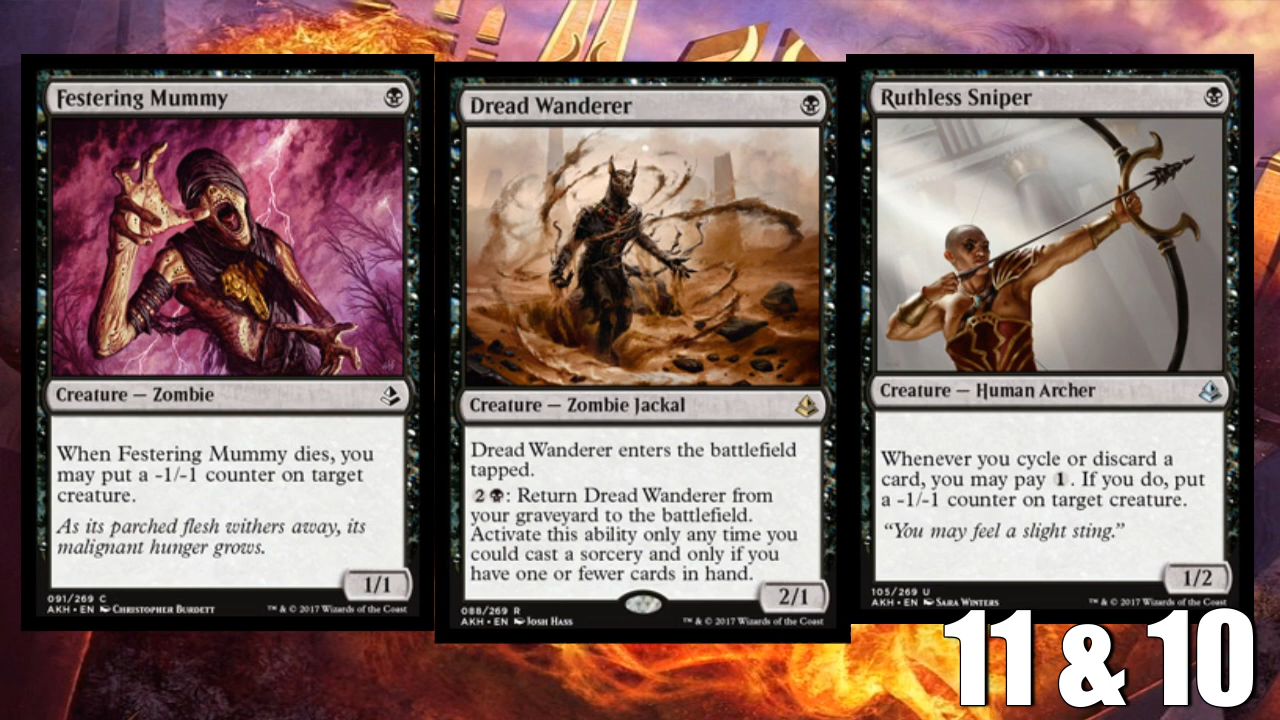 Festering Mummy
Creature — Zombie
When Festering Mummy dies, you
may put a -1/-1 counter on target
creature.
As its parched flesh withers away, its
malignant hunger grows.
1/1
091/269 C
AKH • EN Christopher Burdett
™ & © 2017 Wizards of the Coast
Dread Wanderer
Creature — Zombie Jackal
Dread Wanderer enters the battlefield
tapped.
2: Return Dread Wanderer from
your graveyard to the battlefield.
Activate this ability only any time you
could cast a sorcery and only if you
have one or fewer cards in hand.
2/1
088/269 R
AKH • EN Josh Hass
™ & © 2017 Wizards of the Coast
Ruthless Sniper
Creature — Human Archer
Whenever you cycle or discard a
card, you may pay 1. If you do, put
a -1/-1 counter on target creature.
“You may feel a slight sting.”
1/2
105/269 U
AKH • EN Sara Winters
™ & © 2017 Wizards of the Coast
11 & 10